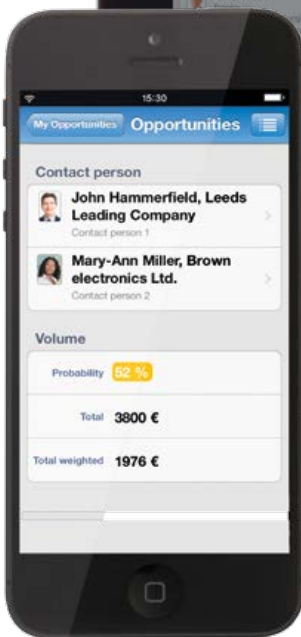 15:30
My Opportunities
Opportunities
Contact person
John Hammerfield, Leeds
Leading Company
Contact person 1
Mary-Ann Miller, Brown
electronics Ltd.
Contact person 2
Volume
Probability 52 %
Total 3800 €
Total weighted 1976 €